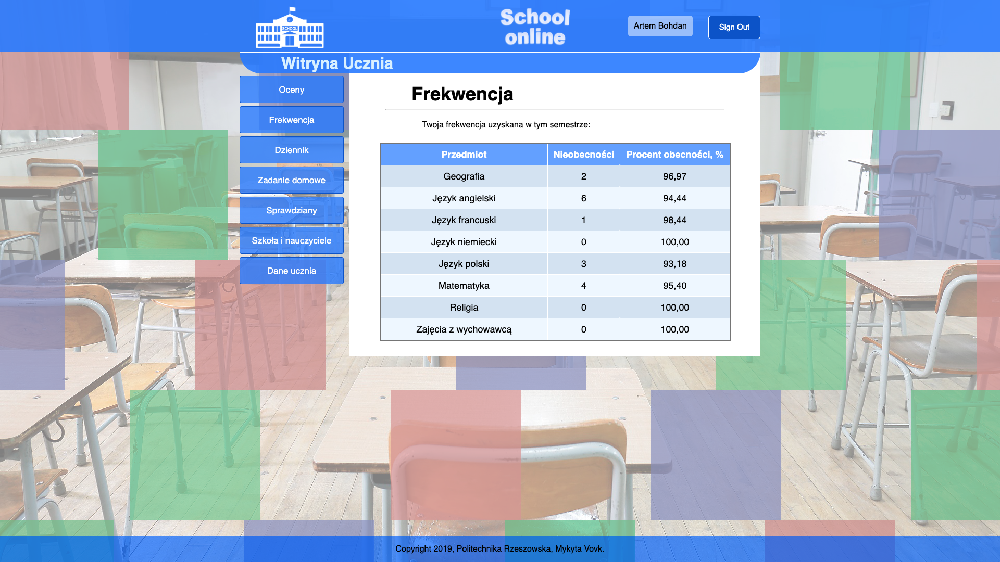 SCHOOL
School
online
Artem Bohdan
Sign Out
Witryna Ucznia
Oceny
Frekwencja
Dziennik
Zadanie domowe
Sprawdziany
Szkoła i nauczyciele
Dane ucznia
Frekwencja
Twoja frekwencja uzyskana w tym semestrze:
Przedmiot Nieobecności Procent obecności, %
Geografia 2 96,97
Język angielski 6 94,44
Język francuski 1 98,44
Język niemiecki 0 100,00
Język polski 3 93,18
Matematyka 4 95,40
Religia 0 100,00
Zajęcia z wychowawcą 0 100,00
Copyright 2019, Politechnika Rzeszowska, Mykyta Vovk.